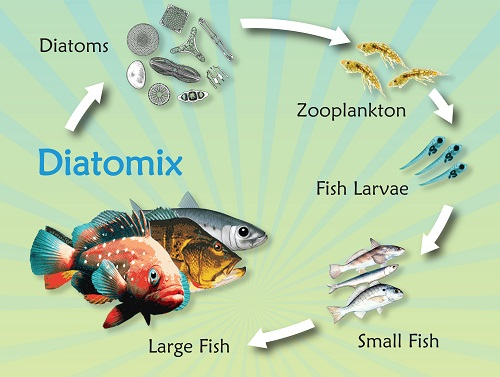 Diatoms
Zooplankton
Diatomix
Fish Larvae
Small Fish
Large Fish